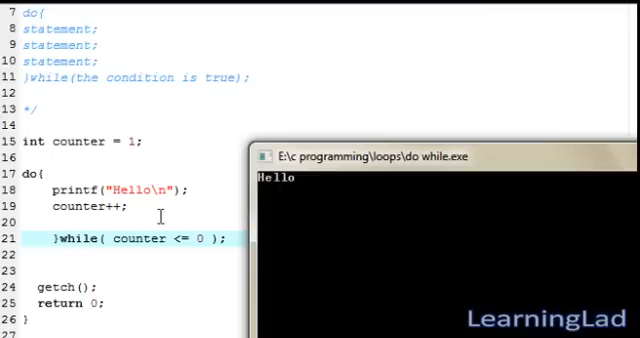 7 do{
8 statement;
9 statement;
10 statement;
11 }while(the condition is true);
12
13 */
14
15 int counter = 1;
16
17 do{
18 printf("Hello\n");
19 counter++;
20
21 }while( counter <= 0 );
22
23
24 getch();
25 return 0;
26 }
27
E:\c programming\loops\do while.exe
Hello
LearningLad